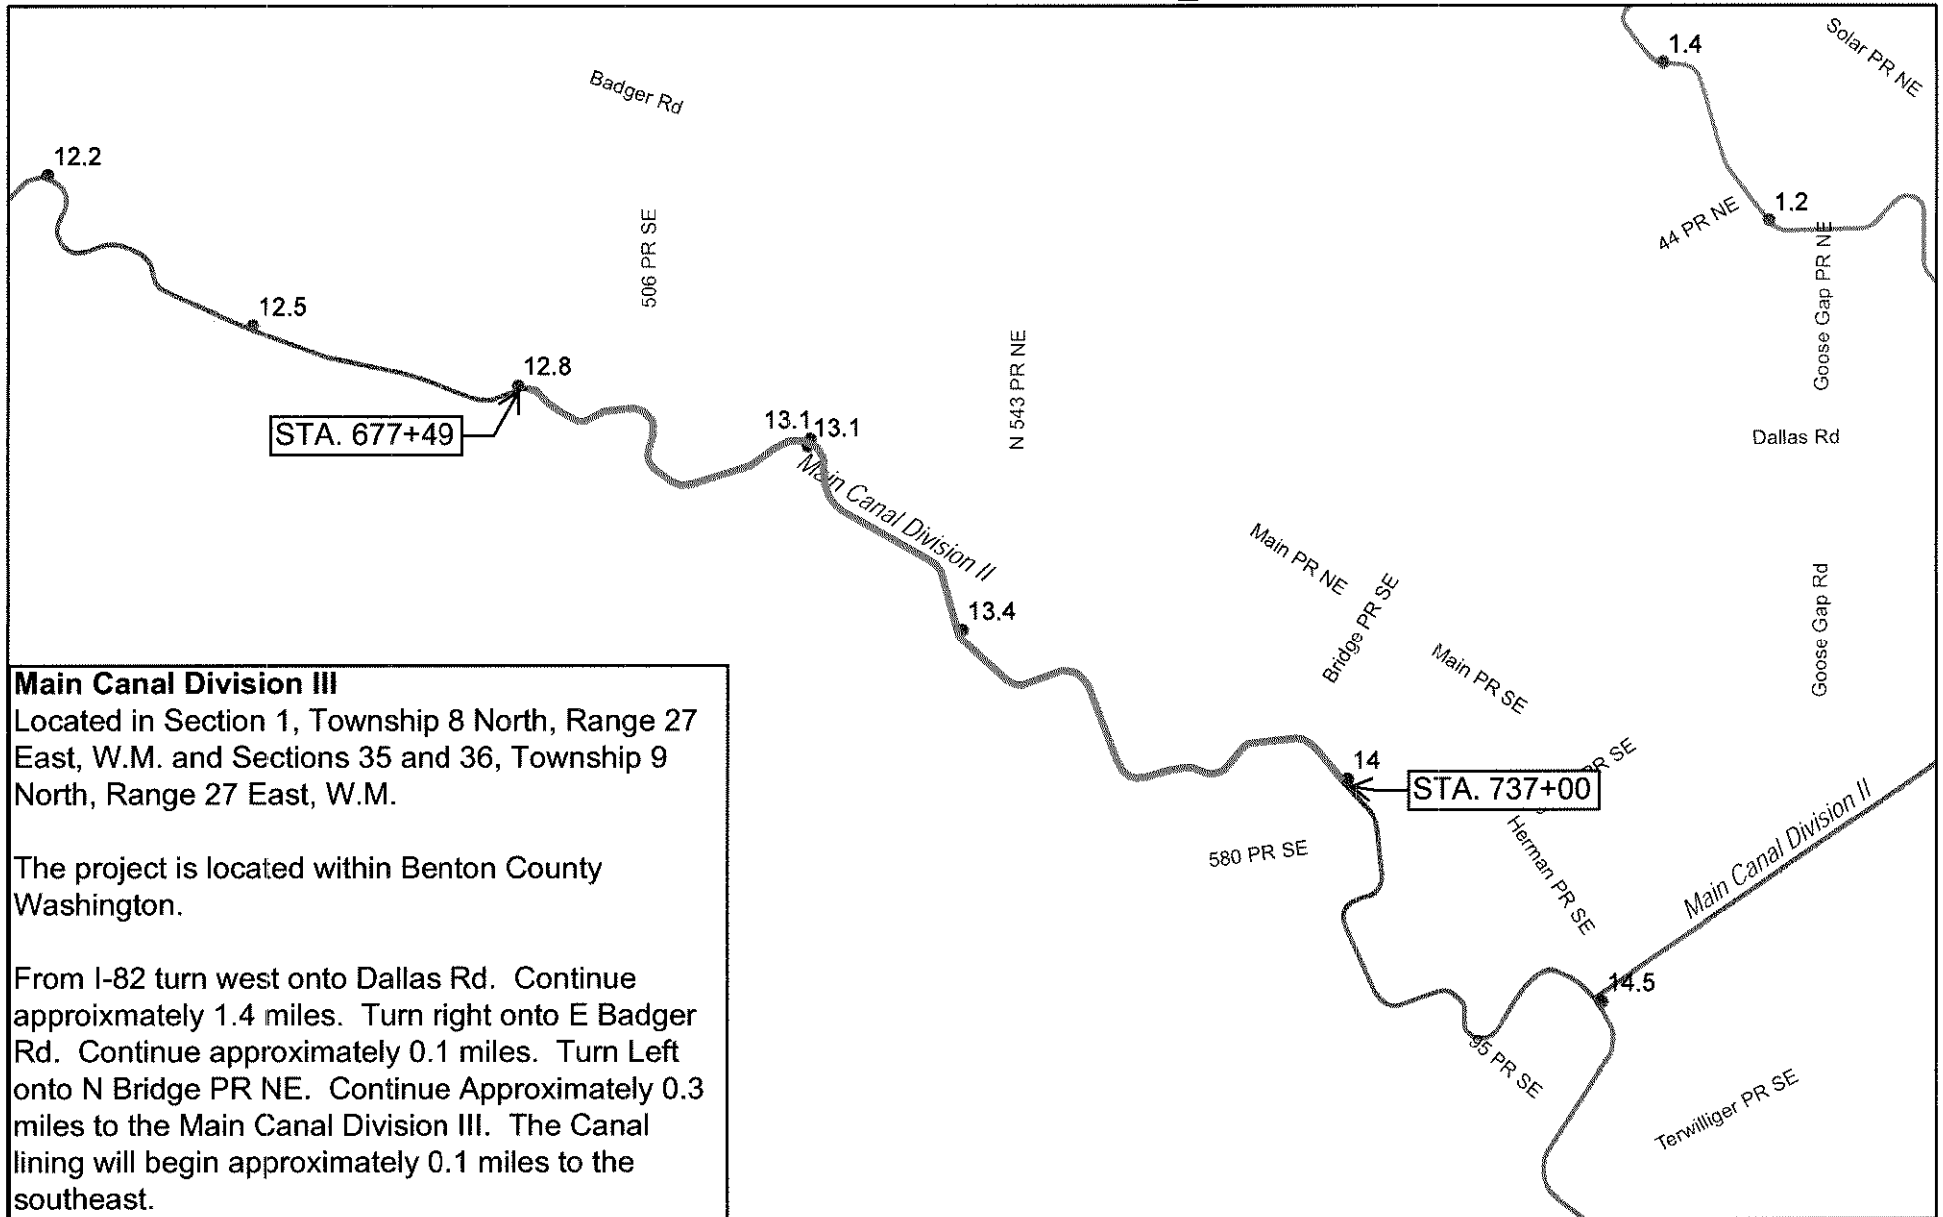 1.4
Solar PR NE
Badger Rd
12.2
1.2
44 PR NE
506 PR SE
Goose Gap PR NE
12.5
12.8
N 543 PR NE
STA. 677+49
13.1
13.1
Dallas Rd
Main Canal Division II
Main PR NE
Bridge PR SE
Goose Gap Rd
13.4
Main PR SE
PR SE
14
STA. 737+00
Herman PR SE
580 PR SE
Main Canal Division II
14.5
95 PR SE
Terwilliger PR SE
Main Canal Division III
Located in Section 1, Township 8 North, Range 27
East, W.M. and Sections 35 and 36, Township 9
North, Range 27 East, W.M.
The project is located within Benton County
Washington.
From I-82 turn west onto Dallas Rd.  Continue
approixmately 1.4 miles.  Turn right onto E Badger
Rd.  Continue approximately 0.1 miles.  Turn Left
onto N Bridge PR NE.  Continue Approximately 0.3
miles to the Main Canal Division III.  The Canal
lining will begin approximately 0.1 miles to the
southeast.